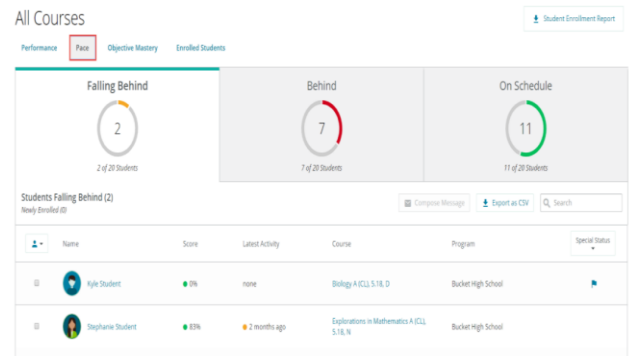 All Courses
Student Enrollment Report
Performance Pace Objective Mastery Enrolled Students
Falling Behind Behind On Schedule
2 7 11
2 of 20 Students 7 of 20 Students 11 of 20 Students
Students Falling Behind (2)
Newly Enrolled (0)
Compose Message Export as CSV Search
Name Score Latest Activity Course Program Special Status
Kyle Student 0% none Biology A (CL), 5.18, D Bucket High School
Stephanie Student 83% 2 months ago Explorations in Mathematics A (CL), Bucket High School
5.18, N